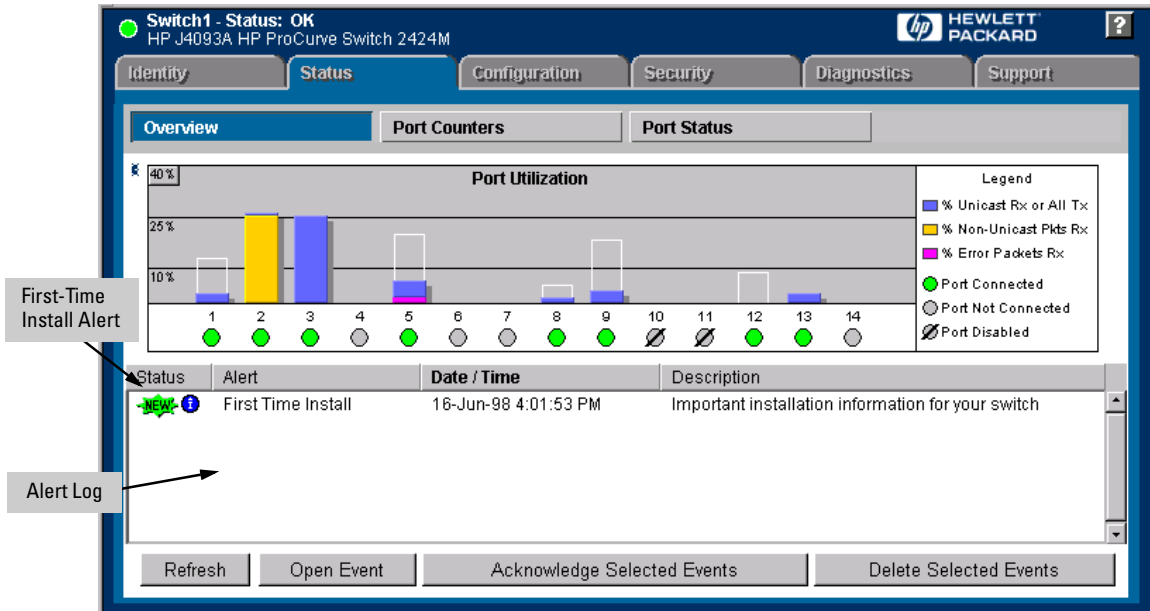 Switch1 - Status: OK
HP J4093A HP ProCurve Switch 2424M
hp HEWLETT PACKARD
?
Identity Status Configuration Security Diagnostics Support
Overview Port Counters Port Status
40 %
Port Utilization
25 %
10 %
1 2 3 4 5 6 7 8 9 10 11 12 13 14
Legend
% Unicast Rx or All Tx
% Non-Unicast Pkts Rx
% Error Packets Rx
Port Connected
Port Not Connected
Port Disabled
First-Time
Install Alert
Status Alert Date / Time Description
NEW! i First Time Install 16-Jun-98 4:01:53 PM Important installation information for your switch
Alert Log
Refresh Open Event Acknowledge Selected Events Delete Selected Events